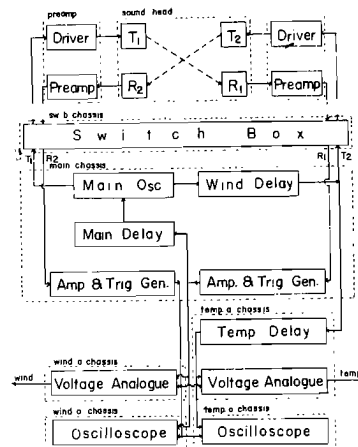 preamp sound head
Driver T1 T2 Driver
Preamp R2 R1 Preamp
sw b chassis
Switch Box
T1 R2 R1 T2
main chassis
Main Osc Wind Delay
Main Delay
Amp & Trig Gen. Amp. & Trig Gen.
temp a chassis
Temp Delay
wind a chassis
wind Voltage Analogue Voltage Analogue temp
wind a chassis temp a chassis
Oscilloscope Oscilloscope